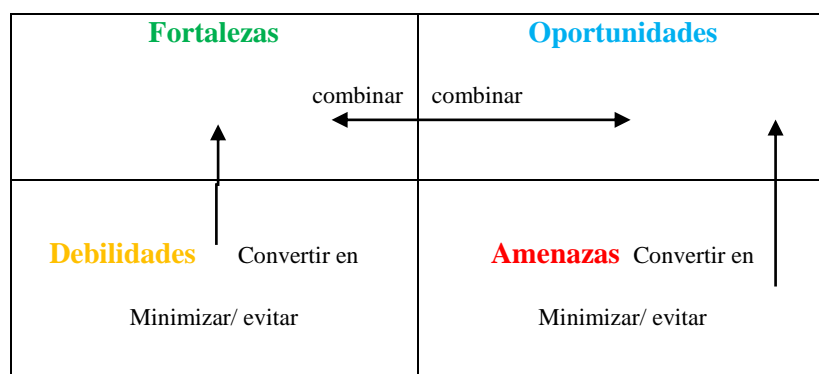 Fortalezas
Oportunidades
combinar
combinar
Debilidades Convertir en
Minimizar/ evitar
Amenazas Convertir en
Minimizar/ evitar